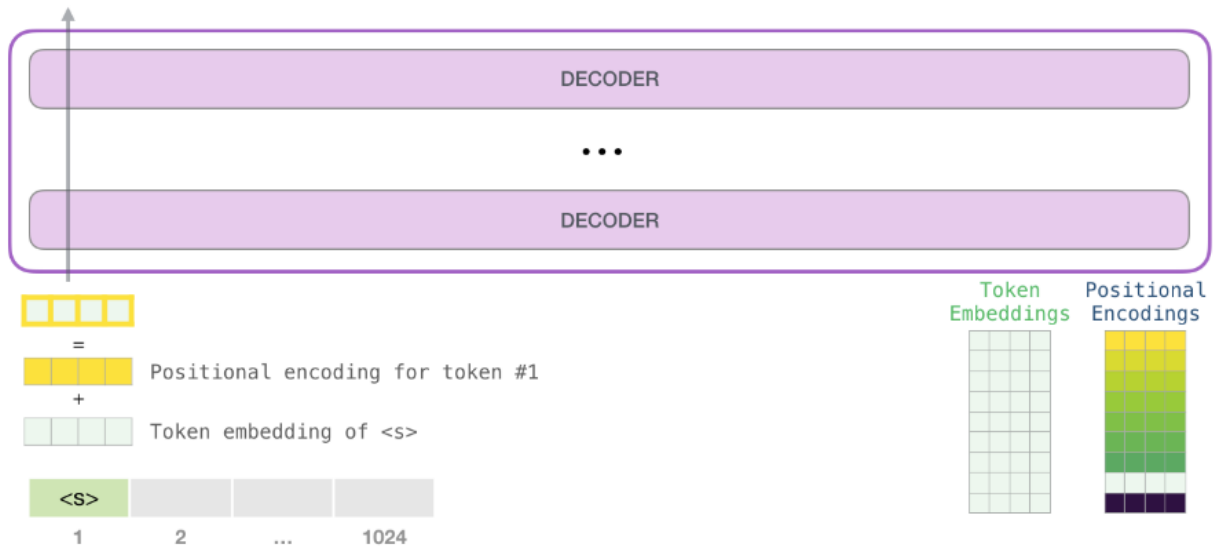 DECODER
...
DECODER
Token Embeddings
Positional Encodings
=
Positional encoding for token #1
+
Token embedding of <s>
<s>
1 2 ... 1024